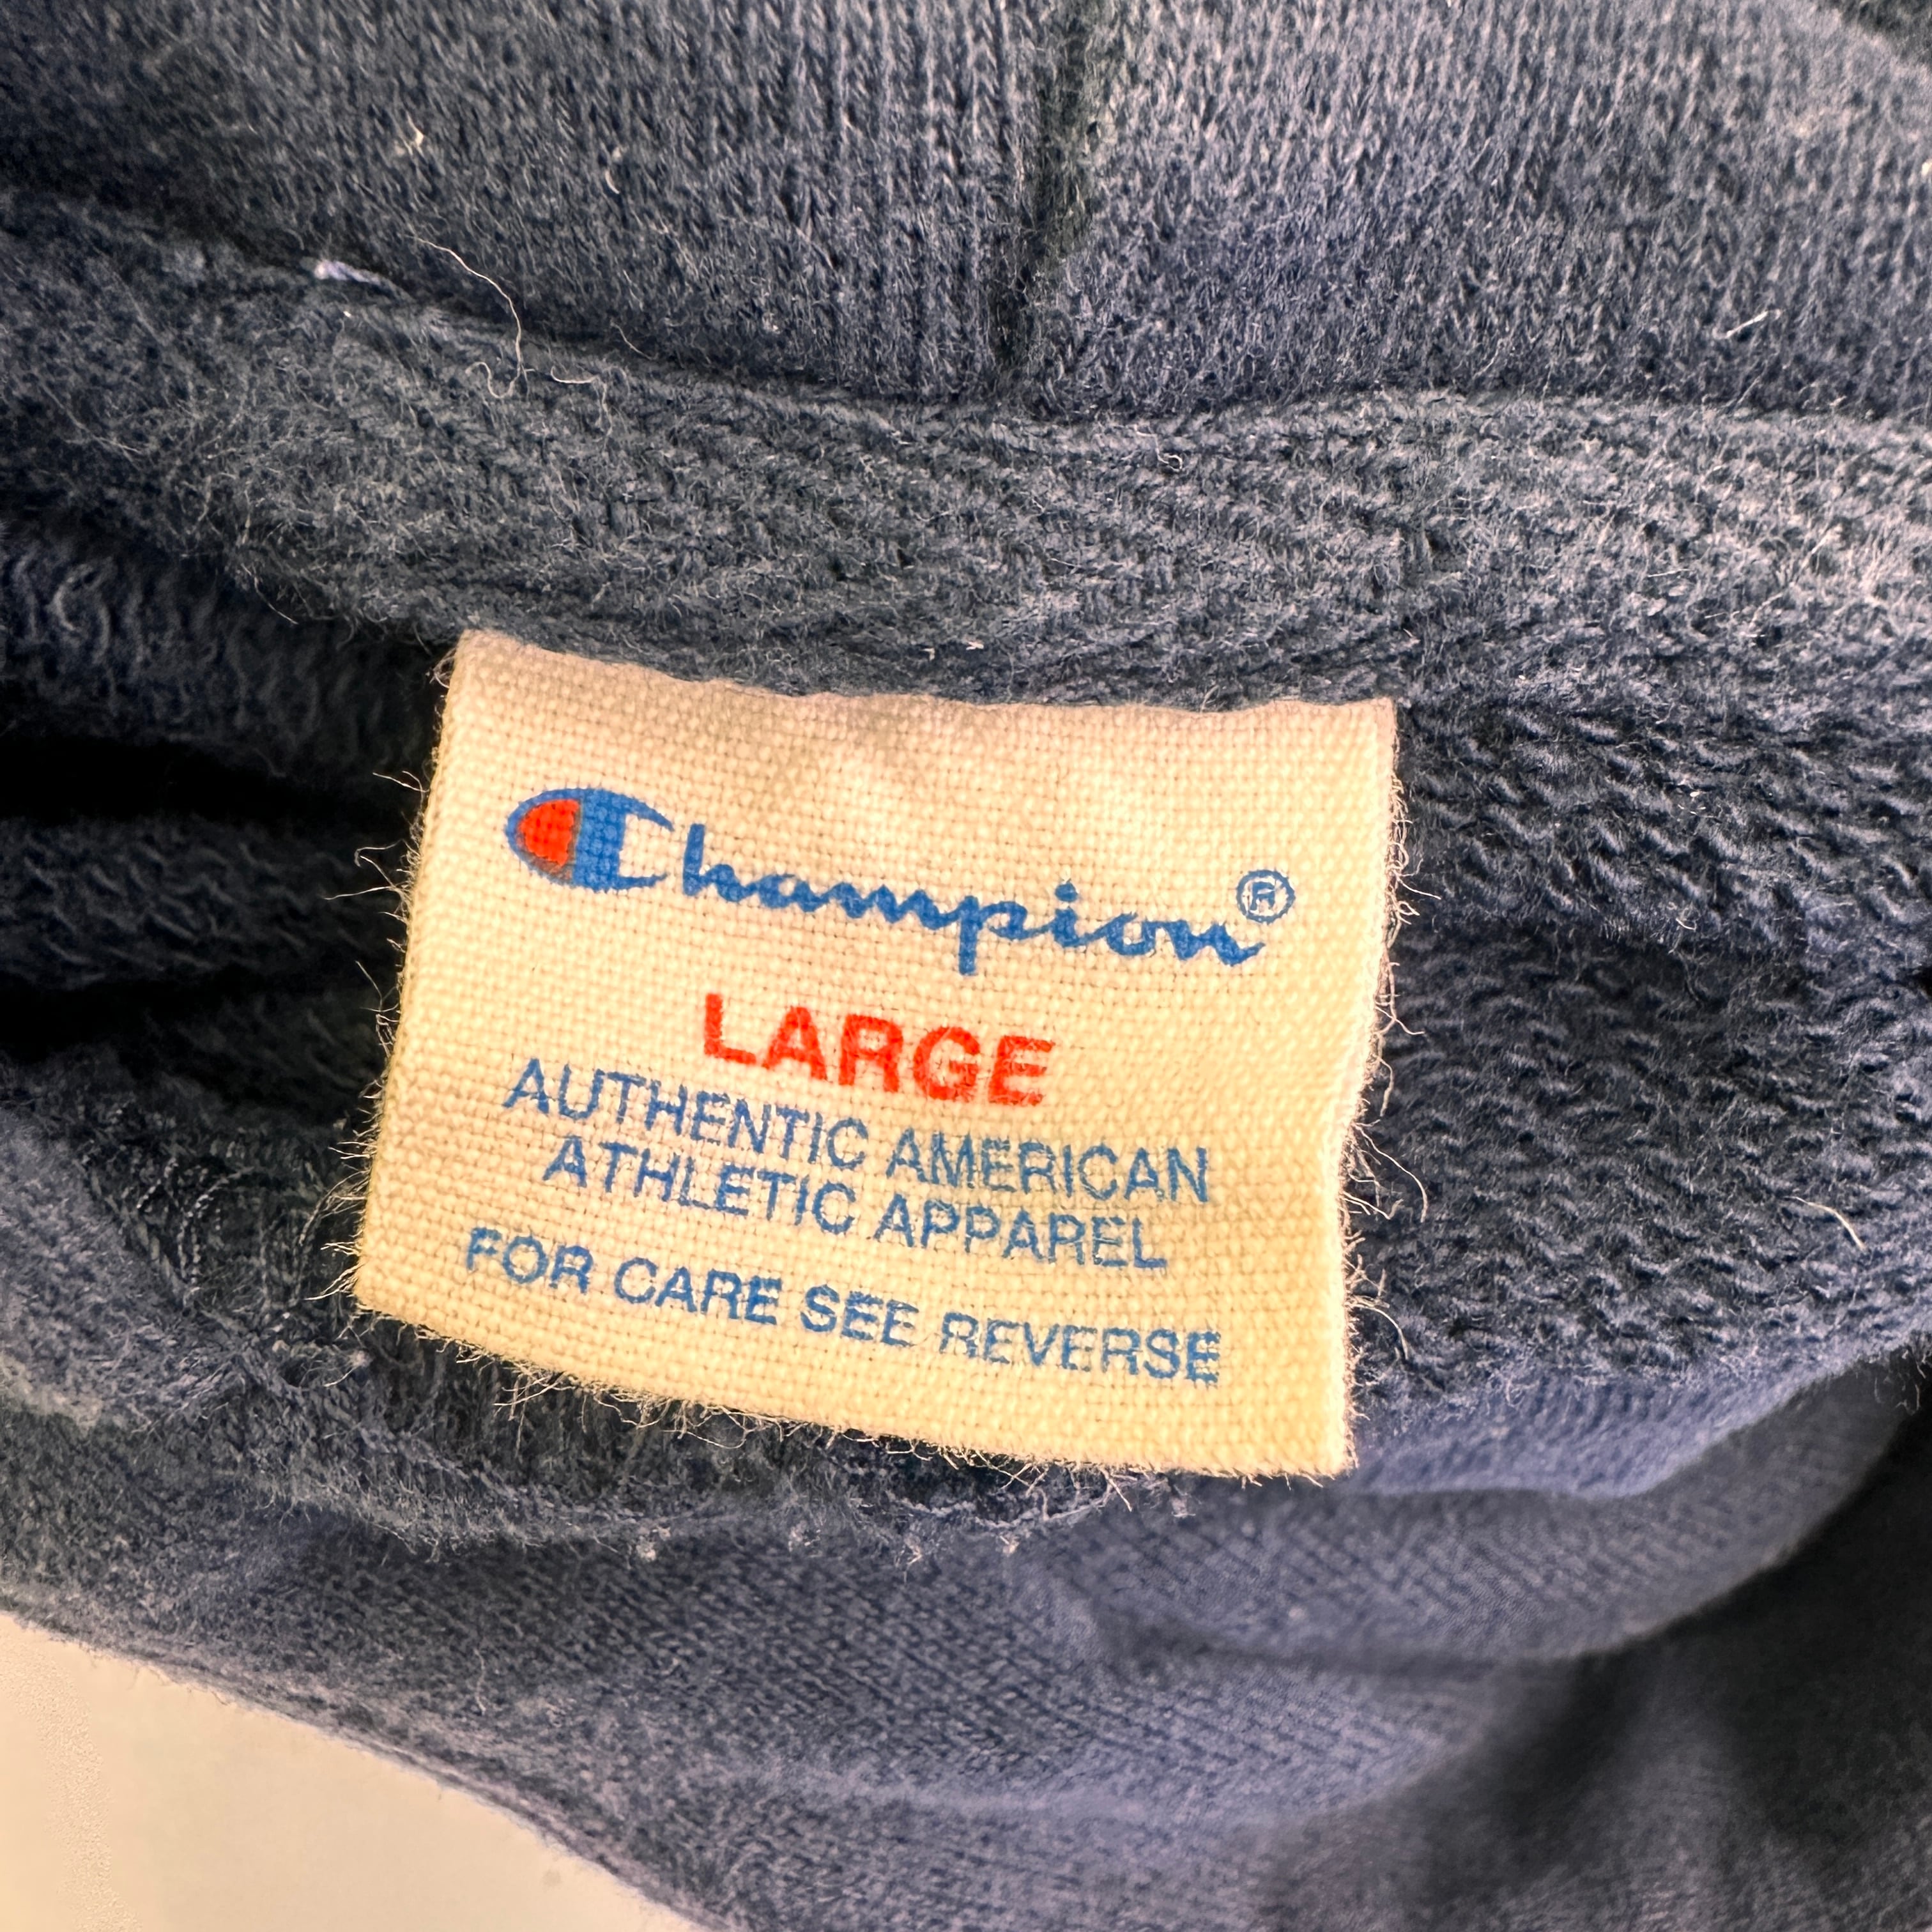 Champion®
LARGE
AUTHENTIC AMERICAN
ATHLETIC APPAREL
FOR CARE SEE REVERSE